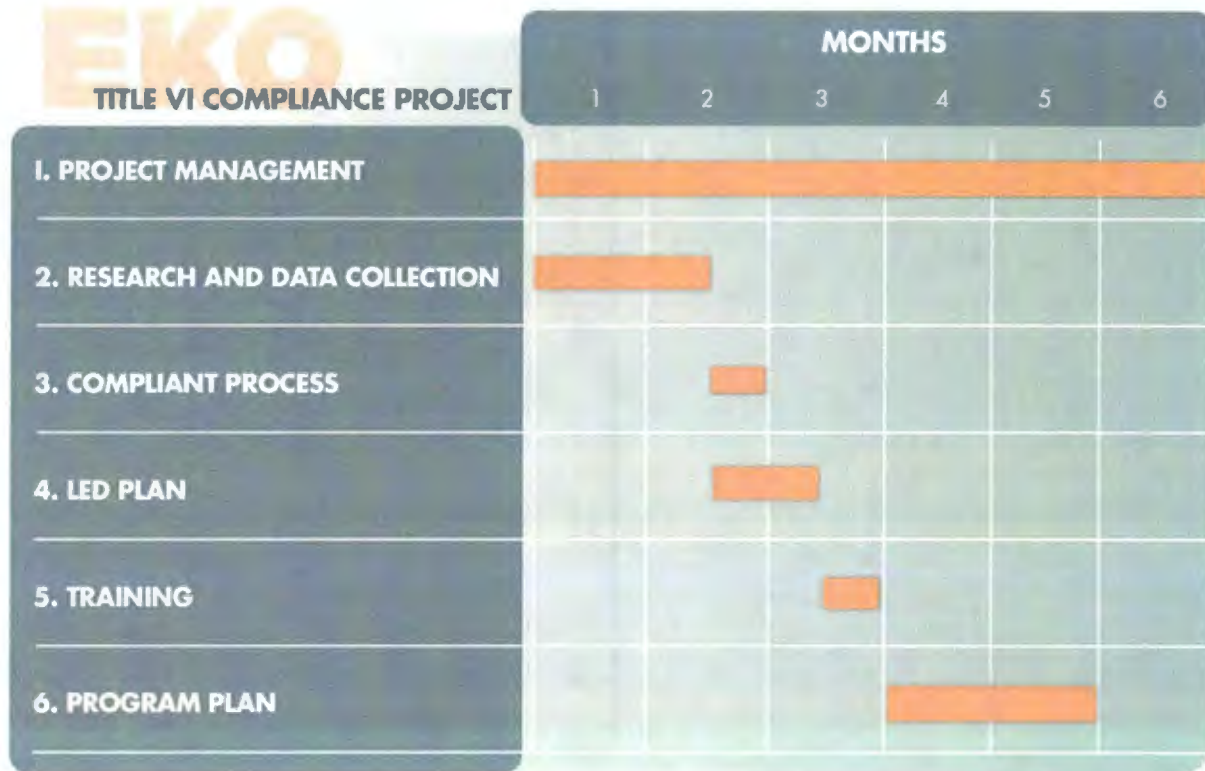 EKO
MONTHS
TITLE VI COMPLIANCE PROJECT
1 2 3 4 5 6
I. PROJECT MANAGEMENT
2. RESEARCH AND DATA COLLECTION
3. COMPLIANT PROCESS
4. LED PLAN
5. TRAINING
6. PROGRAM PLAN